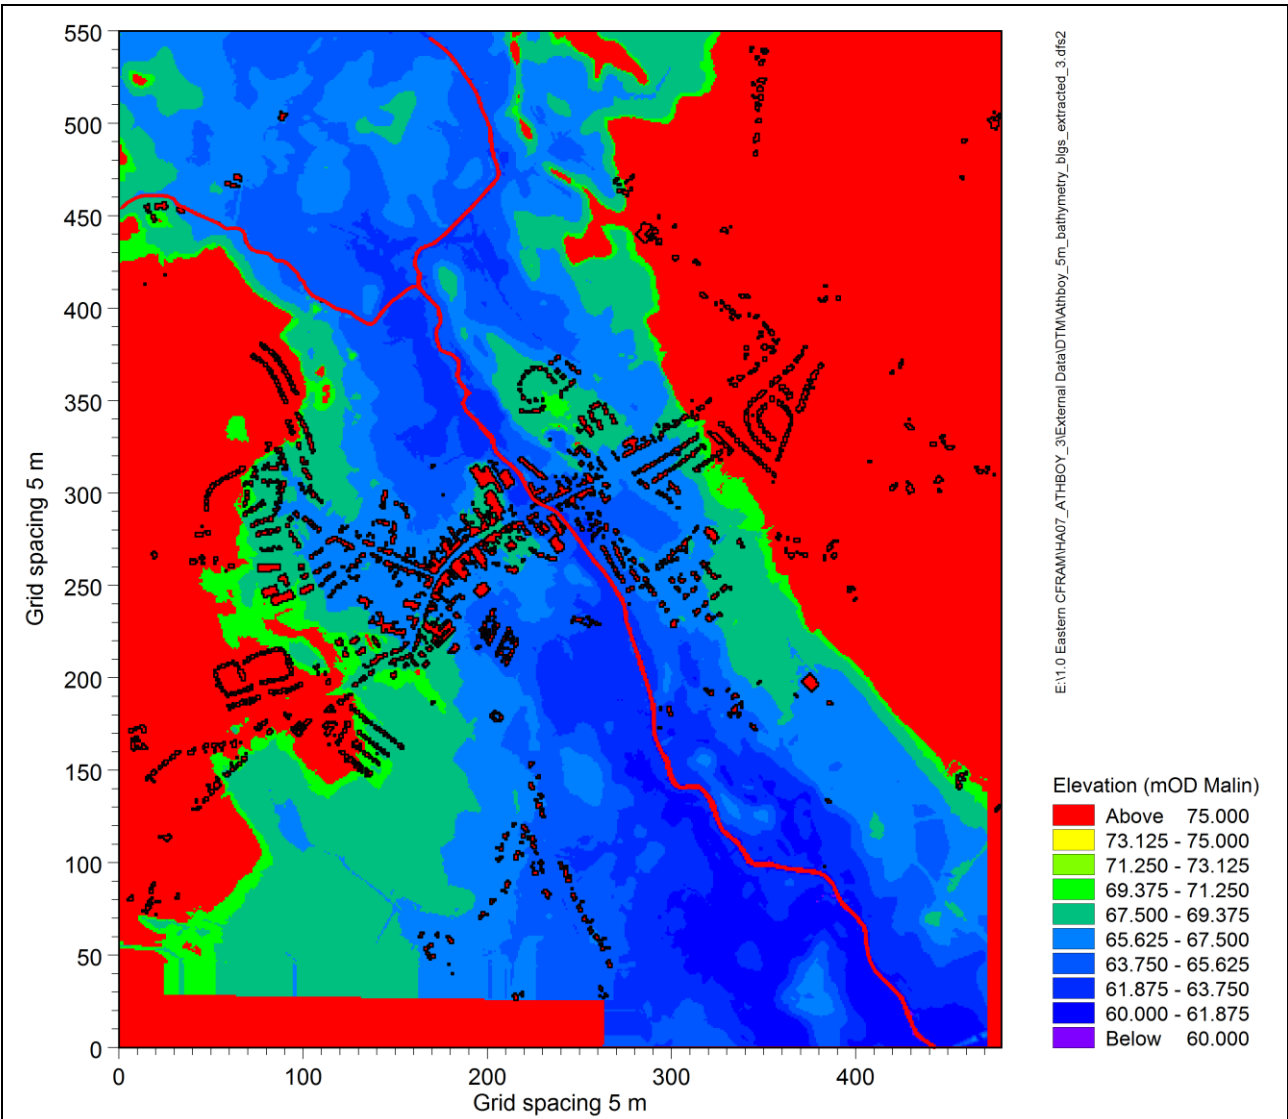 550
500
450
400
350
300
250
200
150
100
50
0
Grid spacing 5 m
0
100
200
300
400
Grid spacing 5 m
E:\1.0 Eastern CFRAM\HA07_ATHBOY_3\External Data\DTM\Athboy_5m_bathymetry_blgs_extracted_3.dfs2
Elevation (mOD Malin)
Above 75.000
73.125 - 75.000
71.250 - 73.125
69.375 - 71.250
67.500 - 69.375
65.625 - 67.500
63.750 - 65.625
61.875 - 63.750
60.000 - 61.875
Below 60.000